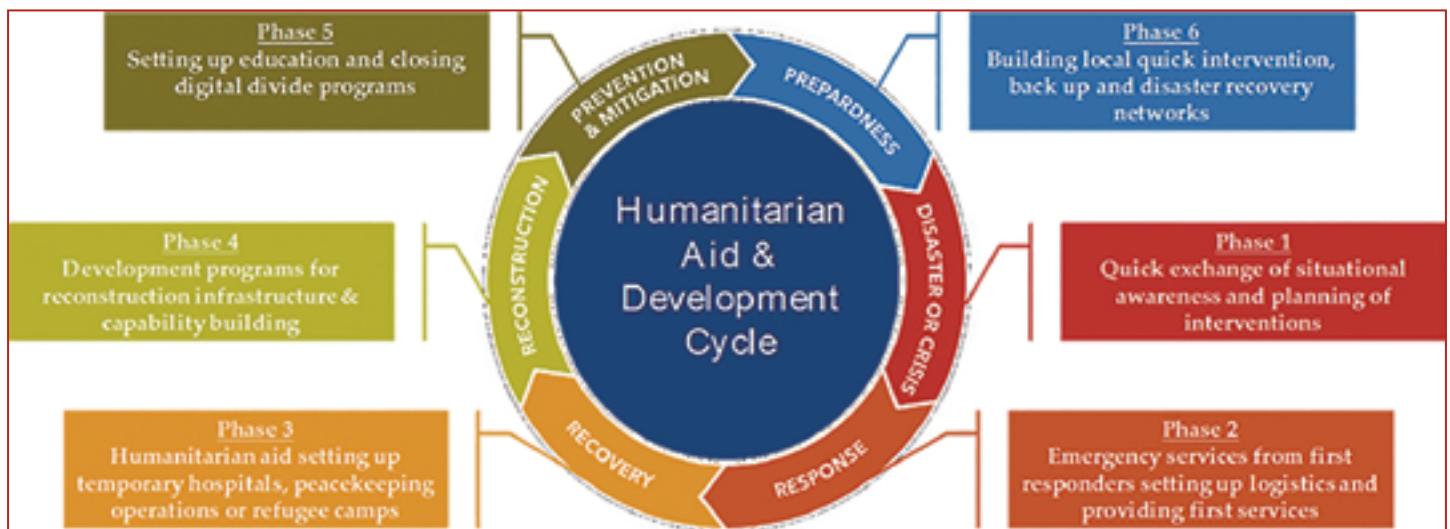 Phase 5
Setting up education and closing
digital divide programs
Phase 6
Building local quick intervention,
back up and disaster recovery
networks
PREVENTION
& MITIGATION
PREPARDNESS
Phase 4
Development programs for
reconstruction infrastructure &
capability building
RECONSTRUCTION
Humanitarian
Aid &
Development
Cycle
DISASTER OR CRISIS
Phase 1
Quick exchange of situational
awareness and planning of
interventions
Phase 3
Humanitarian aid setting up
temporary hospitals, peacekeeping
operations or refugee camps
RECOVERY
RESPONSE
Phase 2
Emergency services from first
responders setting up logistics and
providing first services